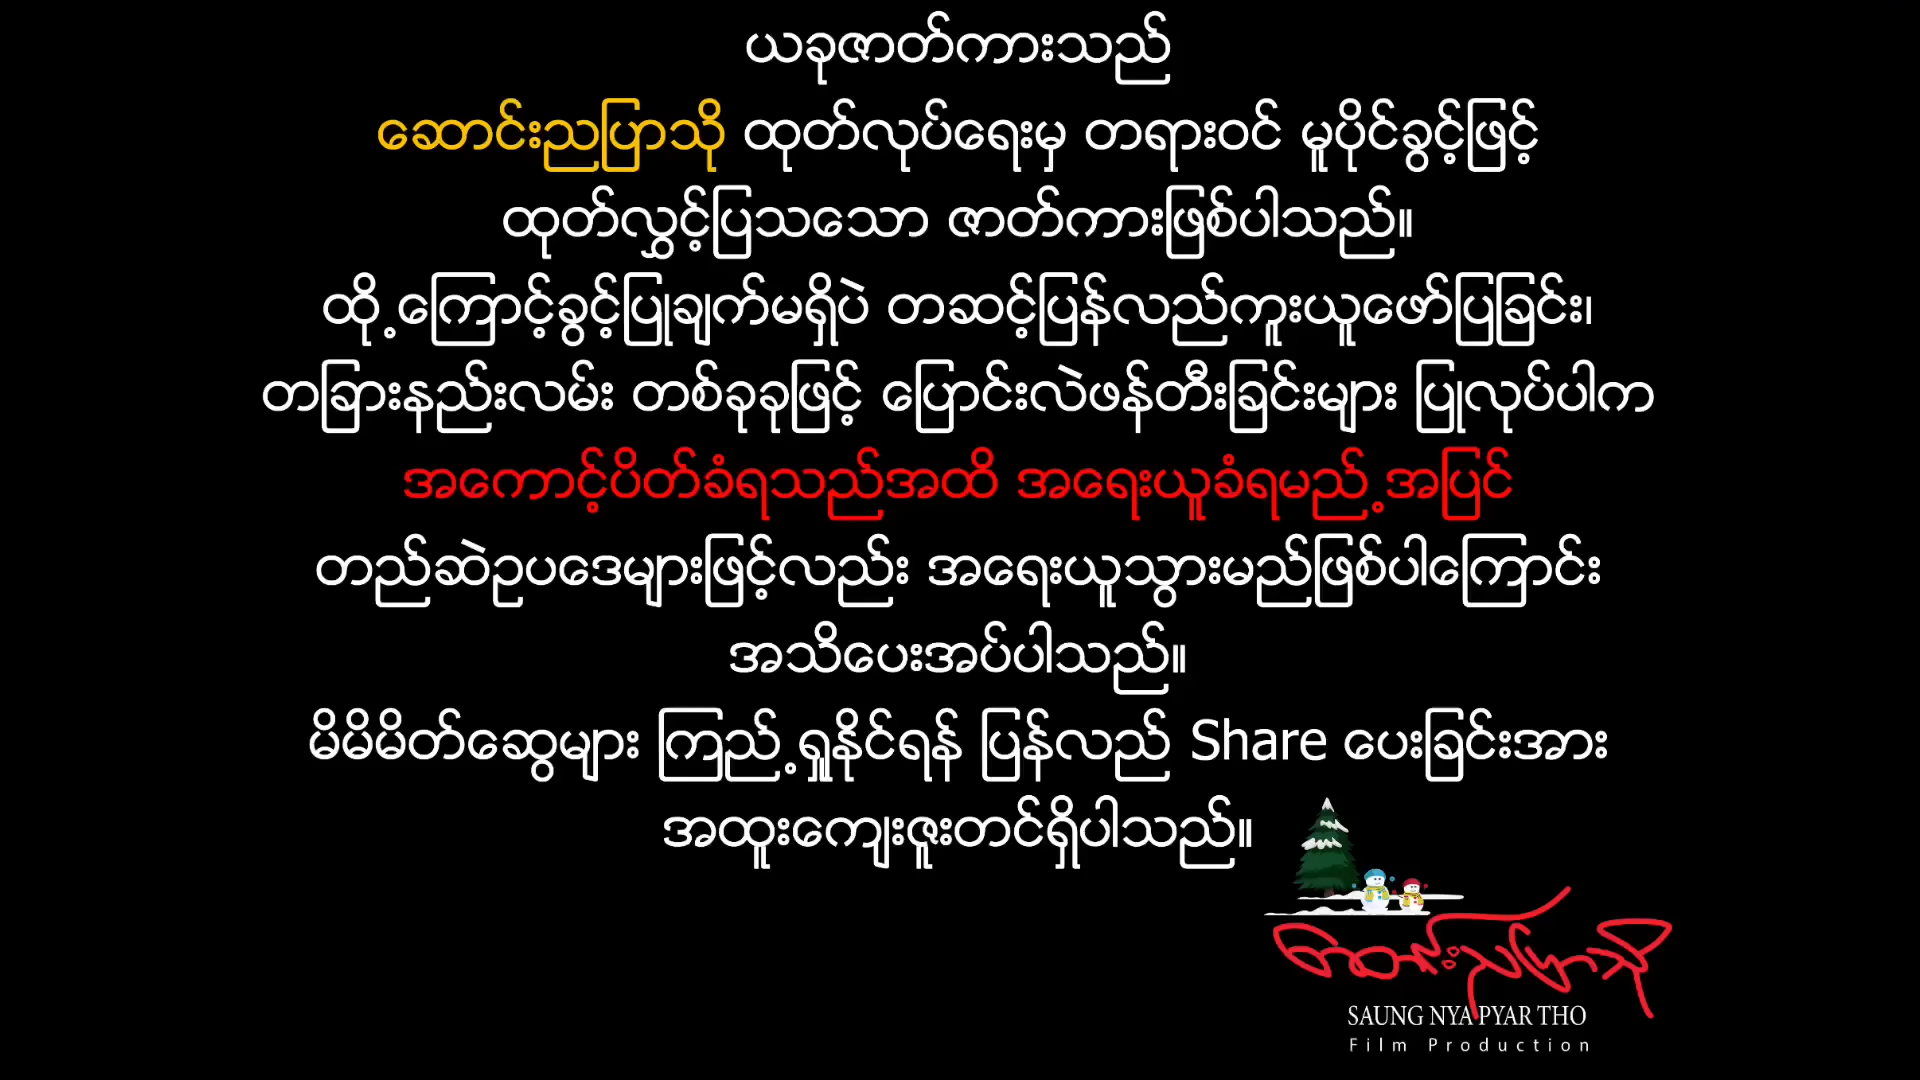 ယခုဇာတ်ကားသည်
ဆောင်းညပြာသို ထုတ်လုပ်ရေးမှ တရားဝင် မူပိုင်ခွင့်ဖြင့်
ထုတ်လွှင့်ပြသသော ဇာတ်ကားဖြစ်ပါသည်။
ထို့ကြောင့်ခွင့်ပြုချက်မရှိပဲ တဆင့်ပြန်လည်ကူးယူဖော်ပြခြင်း၊
တခြားနည်းလမ်း တစ်ခုခုဖြင့် ပြောင်းလဲဖန်တီးခြင်းများ ပြုလုပ်ပါက
အကောင့်ပိတ်ခံရသည်အထိ အရေးယူခံရမည့်အပြင်
တည်ဆဲဥပဒေများဖြင့်လည်း အရေးယူသွားမည်ဖြစ်ပါကြောင်း
အသိပေးအပ်ပါသည်။
မိမိမိတ်ဆွေများ ကြည့်ရှုနိုင်ရန် ပြန်လည် Share ပေးခြင်းအား
အထူးကျေးဇူးတင်ရှိပါသည်။
ဆောင်းညပြာသို
SAUNG NYA PYAR THO
Film Production